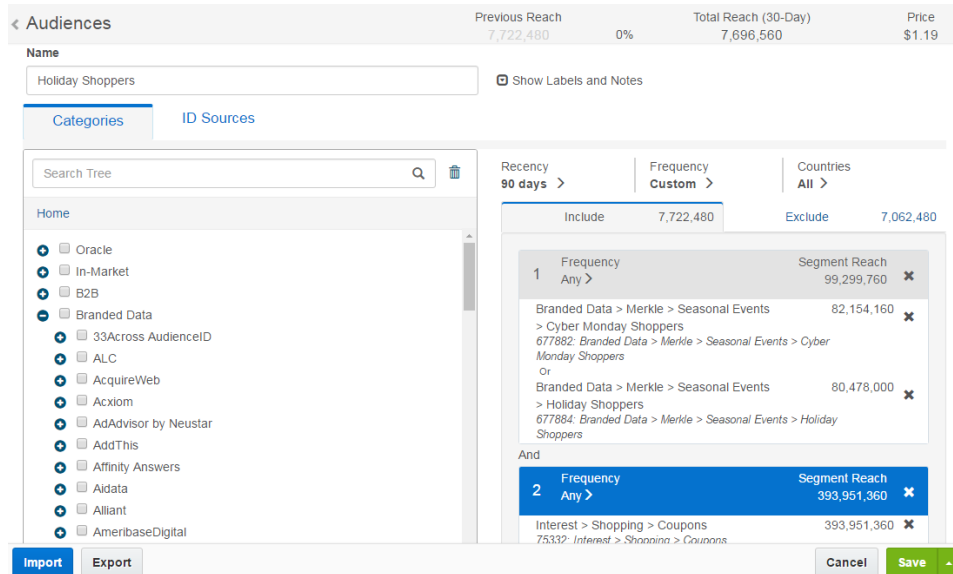 Audiences
Previous Reach
7,722,480
0%
Total Reach (30-Day)
7,696,560
Price
$1.19
Name
Holiday Shoppers
Show Labels and Notes
Categories
ID Sources
Search Tree
Home
Oracle
In-Market
B2B
Branded Data
33Across AudienceID
ALC
AcquireWeb
Acxiom
AdAdvisor by Neustar
AddThis
Affinity Answers
Aidata
Alliant
AmeribaseDigital
Recency
90 days >
Frequency
Custom >
Countries
All >
Include 7,722,480
Exclude 7,062,480
1
Frequency
Any >
Segment Reach
99,299,760
Branded Data > Merkle > Seasonal Events 82,154,160
> Cyber Monday Shoppers
677882: Branded Data > Merkle > Seasonal Events > Cyber
Monday Shoppers
Or
Branded Data > Merkle > Seasonal Events 80,478,000
> Holiday Shoppers
677884: Branded Data > Merkle > Seasonal Events > Holiday
Shoppers
And
2
Frequency
Any >
Segment Reach
393,951,360
Interest > Shopping > Coupons 393,951,360
75332: Interest > Shopping > Coupons
Import
Export
Cancel
Save